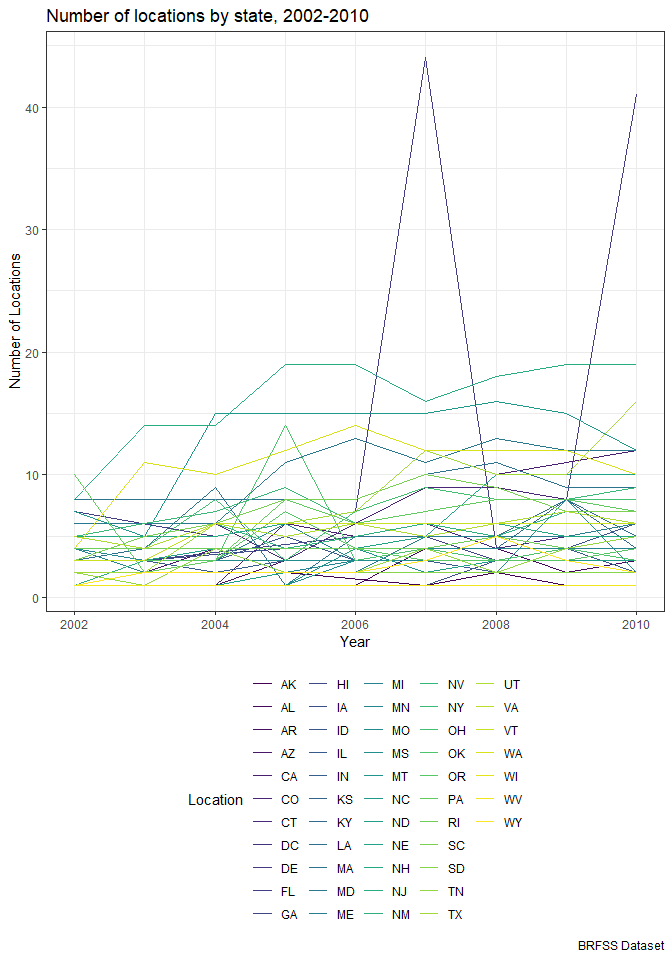 Number of locations by state, 2002-2010
Number of Locations
40
30
20
10
0
2002 2004 2006 2008 2010
Year
Location
AK HI MI NV UT
AL IA MN NY VA
AR ID MO OH VT
AZ IL MS OK WA
CA IN MT OR WI
CO KS NC PA WV
CT KY ND RI WY
DC LA NE SC
DE MA NH SD
FL MD NJ TN
GA ME NM TX
BRFSS Dataset